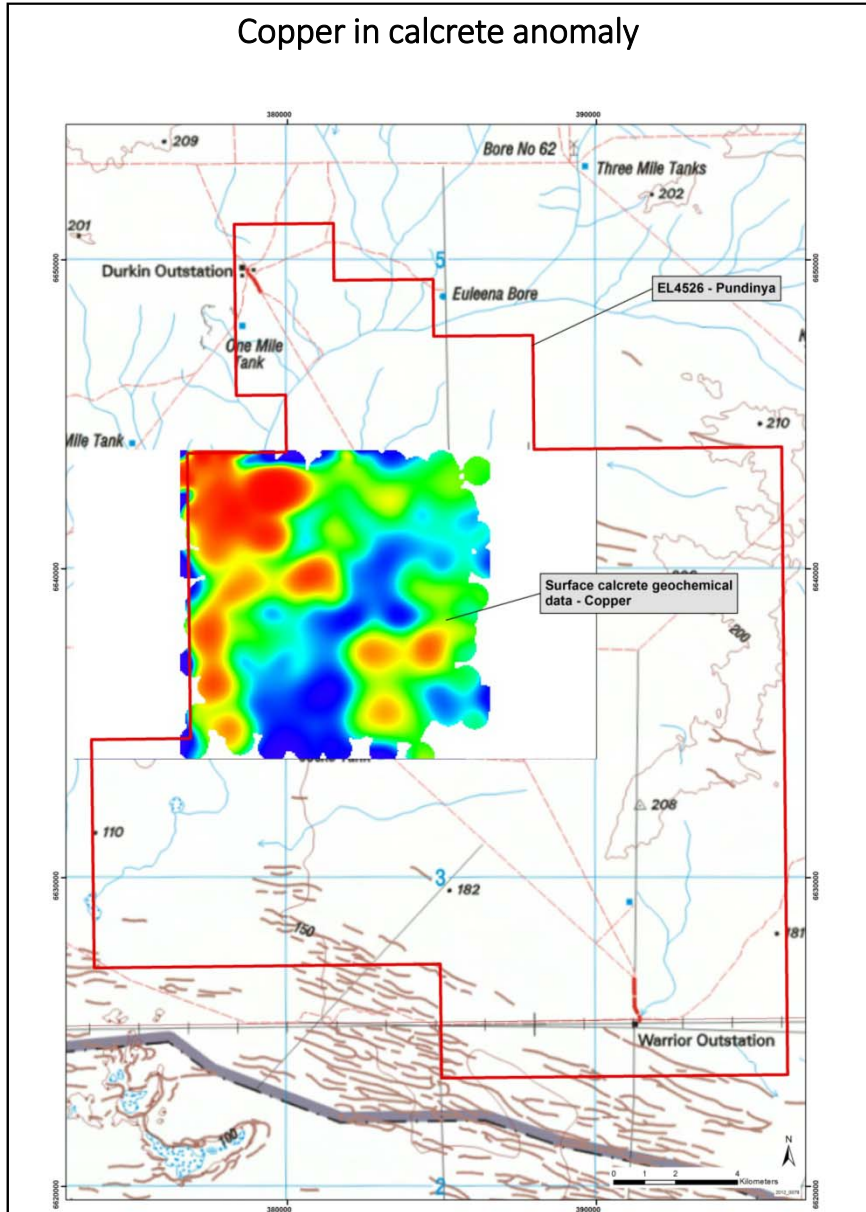 Copper in calcrete anomaly
380000
390000
209
Bore No 62
Three Mile Tanks
202
201
5
6650000
6650000
Durkin Outstation
EL4526 - Pundinya
Euleena Bore
One Mile
Tank
K
210
Mile Tank
6640000
6640000
Surface calcrete geochemical
data - Copper
200
208
110
3
182
6630000
6630000
150
181
Warrior Outstation
100
N
0 1 2 4
Kilometers
2
6620000
6620000
380000
390000